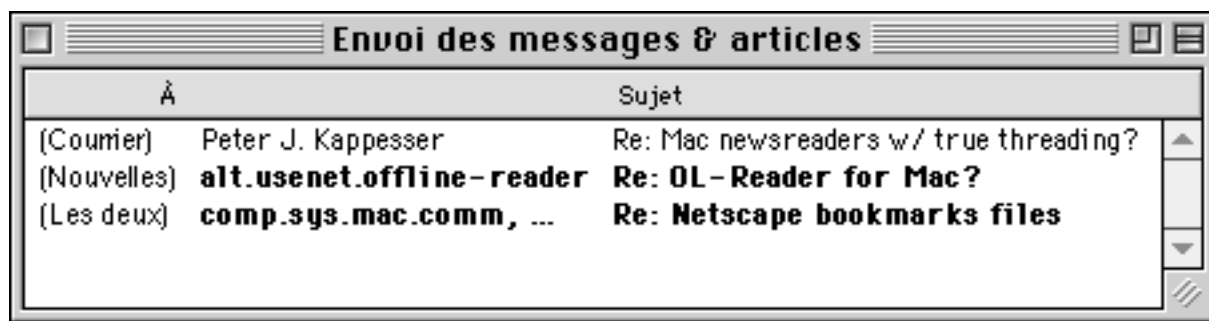 Envoi des messages & articles
À Sujet
(Courrier) Peter J. Kappesser Re: Mac newsreaders w/ true threading?
(Nouvelles) alt.usenet.offline-reader Re: OL-Reader for Mac?
(Les deux) comp.sys.mac.comm, ... Re: Netscape bookmarks files